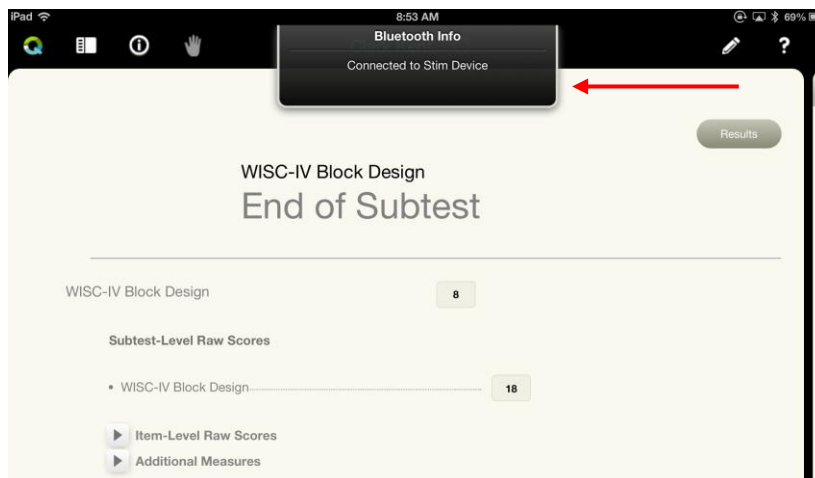 iPad 8:53 AM 69%
Bluetooth Info
?
Connected to Stim Device
Results
WISC-IV Block Design
End of Subtest
WISC-IV Block Design 8
Subtest-Level Raw Scores
• WISC-IV Block Design 18
Item-Level Raw Scores
Additional Measures